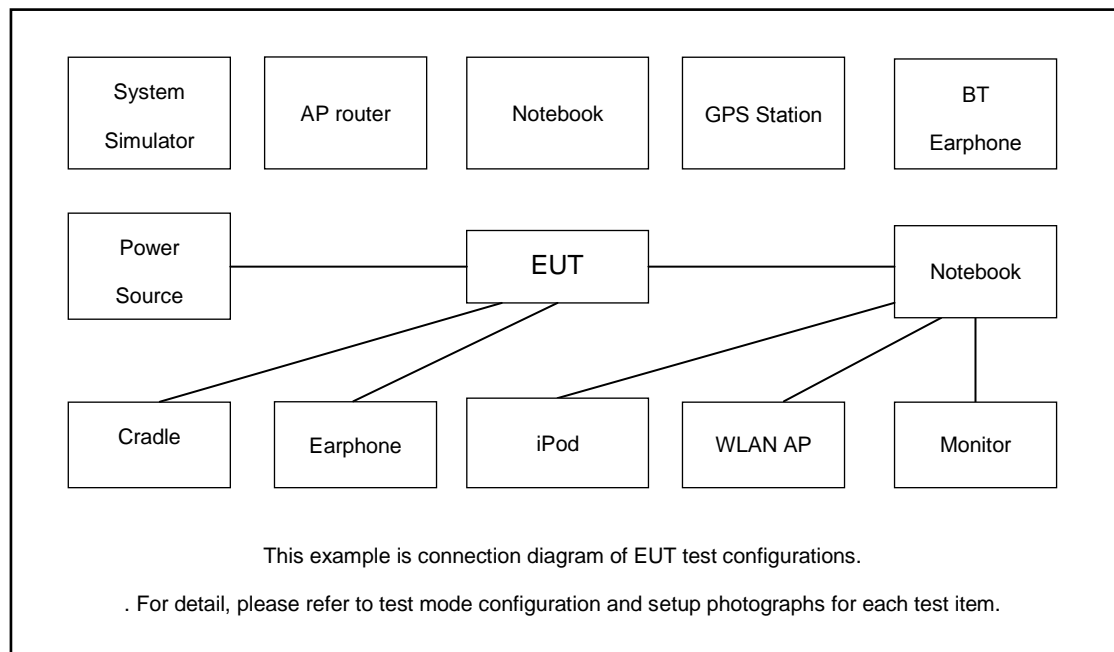 System
Simulator
AP router
Notebook
GPS Station
BT
Earphone
Power
Source
EUT
Notebook
Cradle
Earphone
iPod
WLAN AP
Monitor
This example is connection diagram of EUT test configurations.
. For detail, please refer to test mode configuration and setup photographs for each test item.